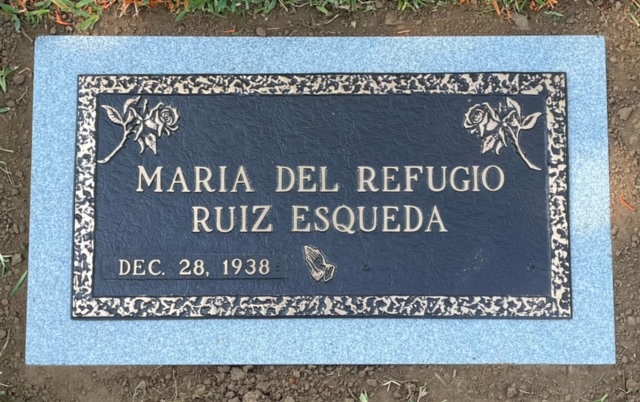 MARIA DEL REFUGIO
RUIZ ESQUEDA
DEC. 28, 1938